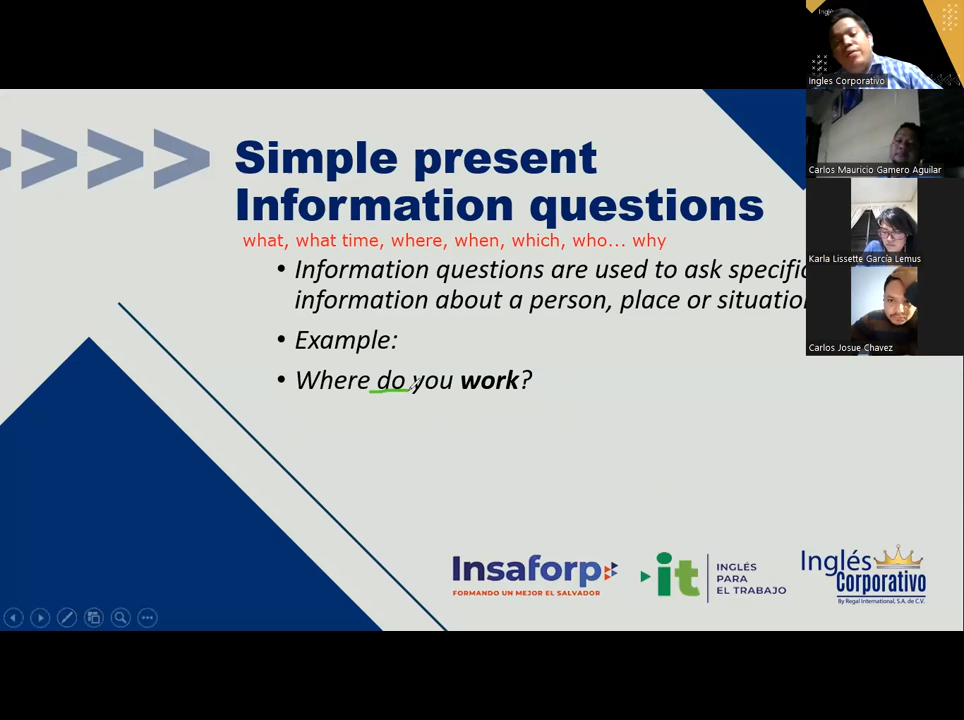 Simple present
Information questions
what, what time, where, when, which, who... why
• Information questions are used to ask specific
information about a person, place or situation
• Example:
• Where do you work?
Insaforp
FORMANDO UN MEJOR EL SALVADOR
it
INGLÉS
PARA
EL TRABAJO
Inglés
Corporativo
By Regal International, S.A. de C.V.
Ingles Corporativo
Carlos Mauricio Gamero Aguilar
Karla Lissette García Lemus
Carlos Josue Chavez